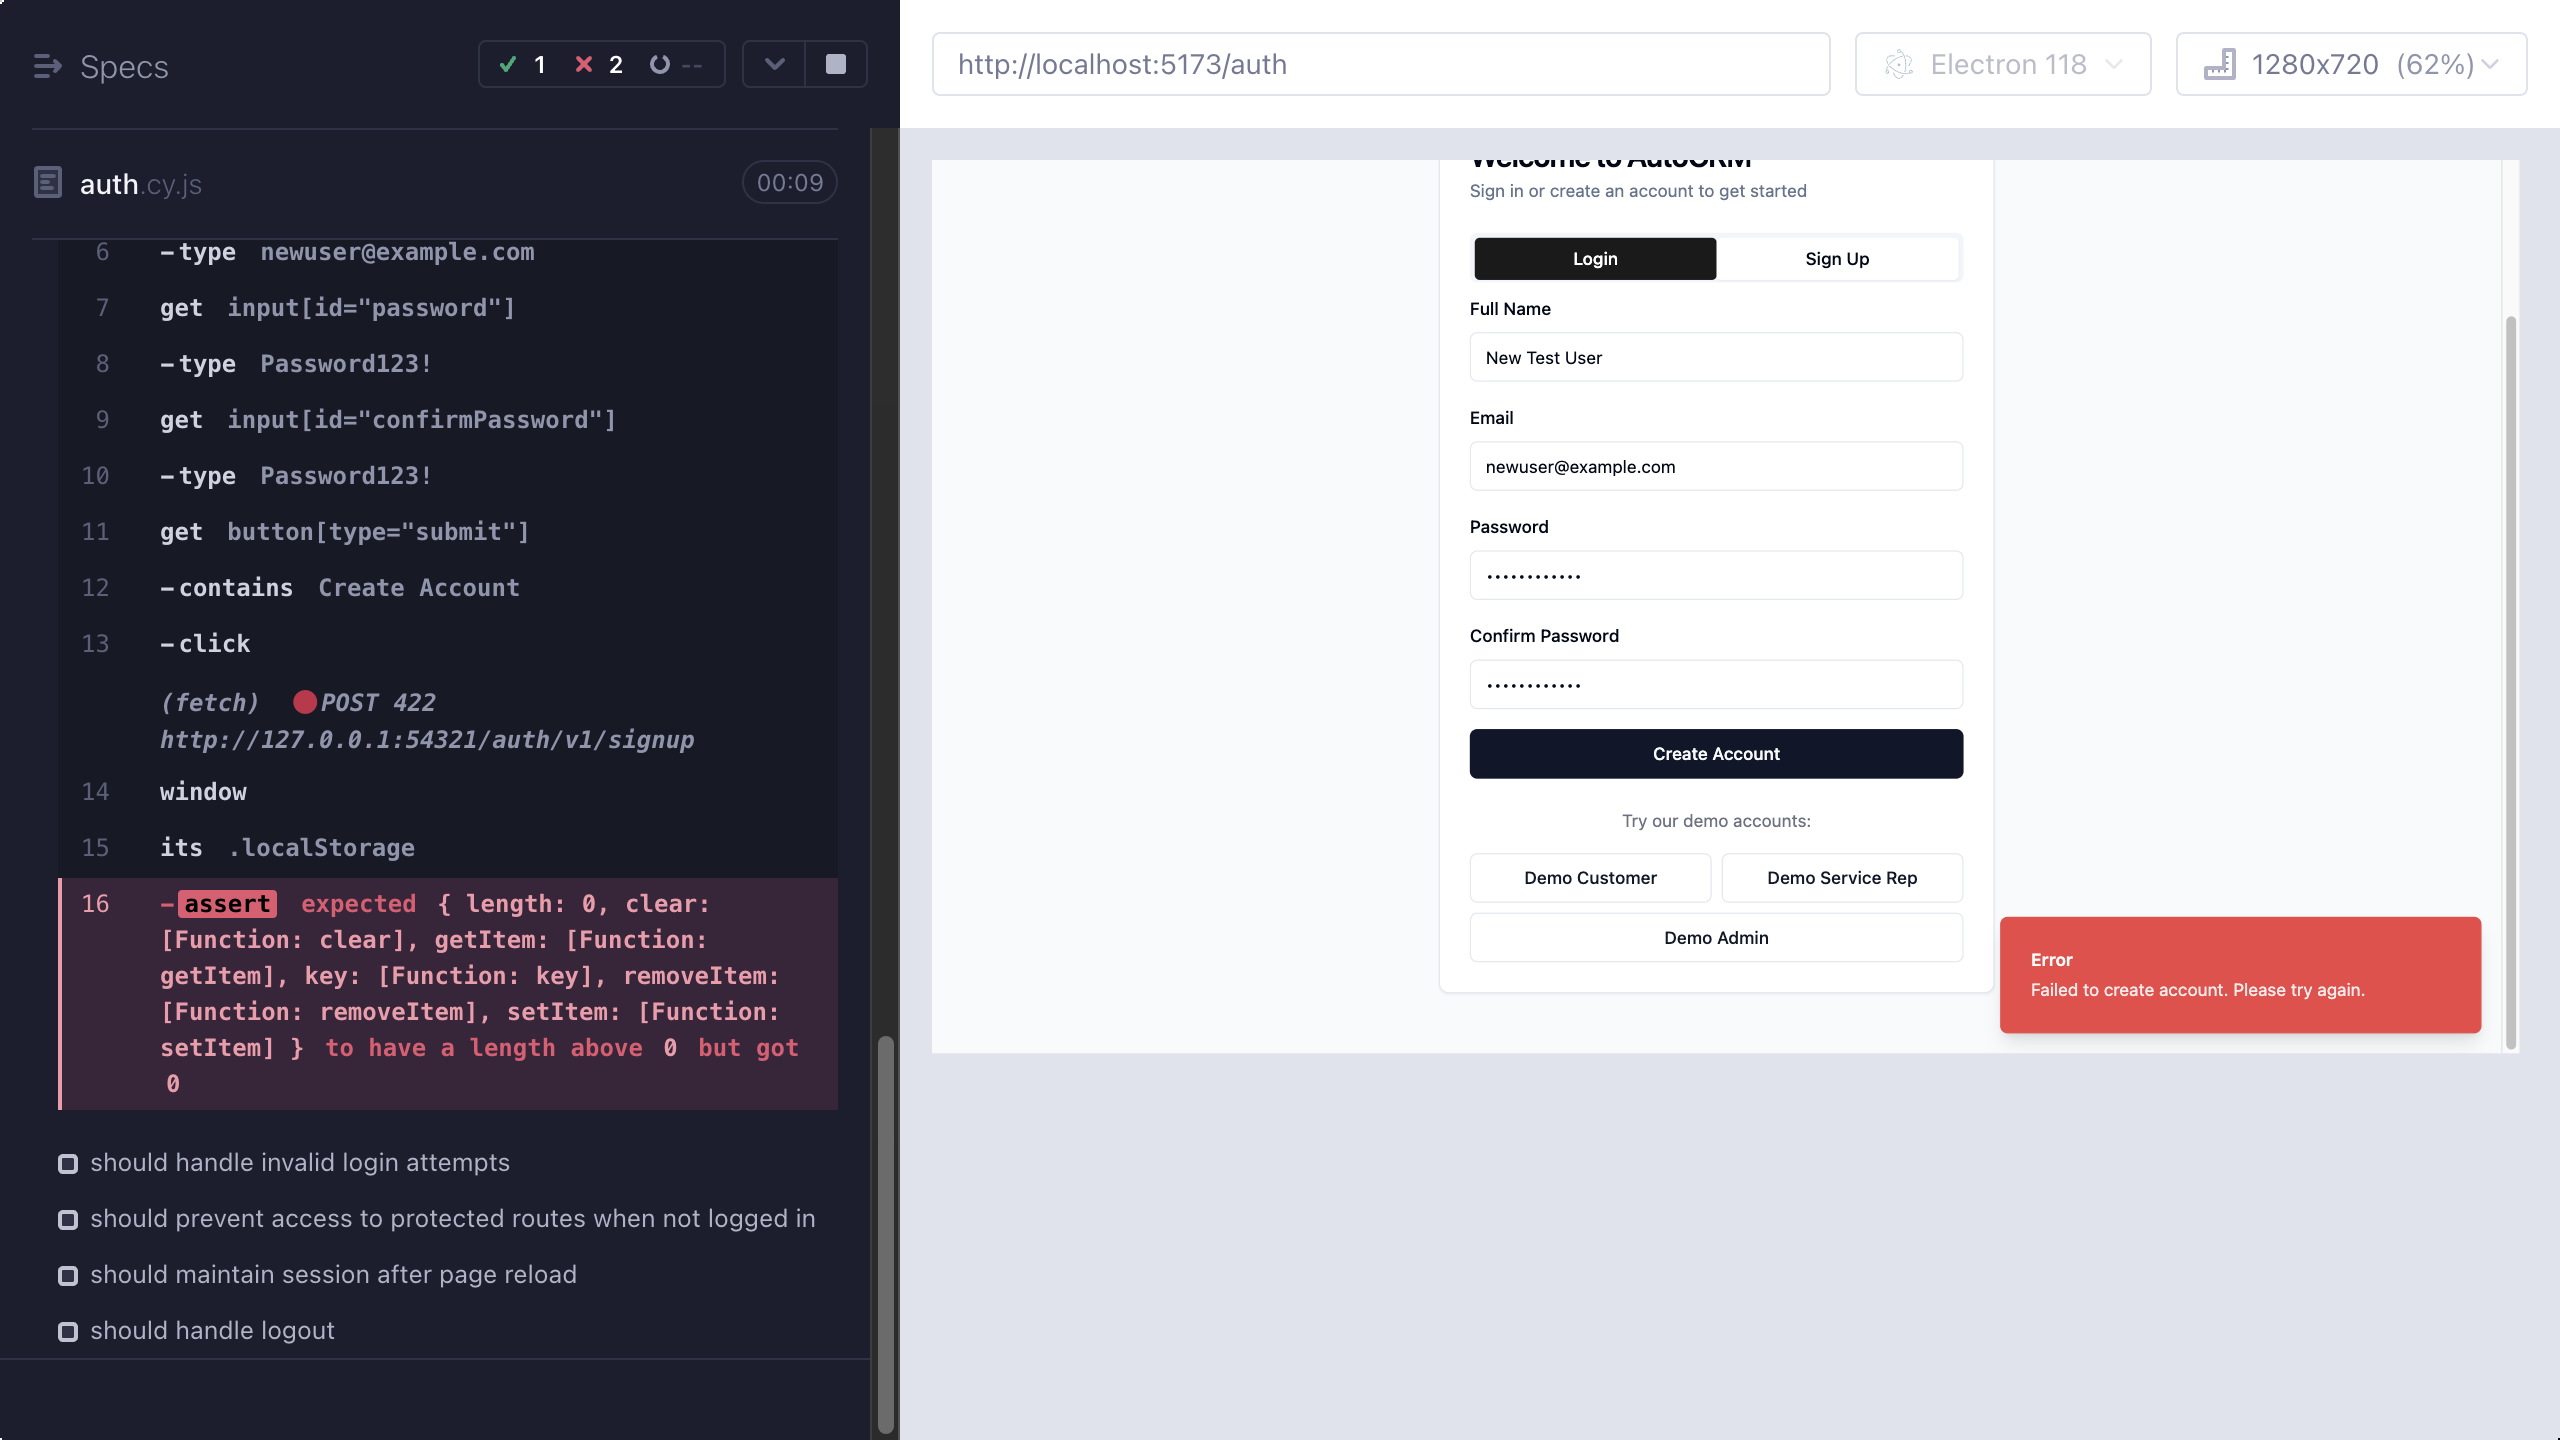 Specs
1
2
--
auth.cy.js
00:09
6 -type newuser@example.com
7 get input[id="password"]
8 -type Password123!
9 get input[id="confirmPassword"]
10 -type Password123!
11 get button[type="submit"]
12 -contains Create Account
13 -click
(fetch) POST 422
http://127.0.0.1:54321/auth/v1/signup
14 window
15 its .localStorage
16 -assert expected { length: 0, clear:
[Function: clear], getItem: [Function:
getItem], key: [Function: key], removeItem:
[Function: removeItem], setItem: [Function:
setItem] } to have a length above 0 but got
0
should handle invalid login attempts
should prevent access to protected routes when not logged in
should maintain session after page reload
should handle logout
http://localhost:5173/auth
Electron 118
1280x720 (62%)
Welcome to AutoCRM
Sign in or create an account to get started
Login
Sign Up
Full Name
New Test User
Email
newuser@example.com
Password
••••••••••••
Confirm Password
••••••••••••
Create Account
Try our demo accounts:
Demo Customer
Demo Service Rep
Demo Admin
Error
Failed to create account. Please try again.